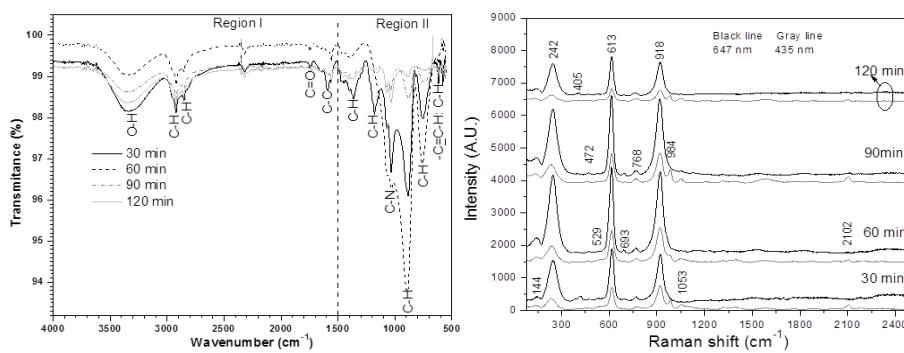 Region I
Region II
100
99
98
97
96
95
94
93
O-H
C-H
C-H
C=O
C-C
C-H
C-H
C-N
C-H
C-H
-C≡C-H: C-H
30 min
60 min
90 min
120 min
Transmitance (%)
4000 3500 3000 2500 2000 1500 1000 500
Wavenumber (cm⁻¹)
9000
8000
7000
6000
5000
4000
3000
2000
1000
0
Intensity (A.U.)
Black line Gray line
647 nm 435 nm
242
613
918
405
120 min
472
768
984
90min
529
693
2102
60 min
144
1053
30 min
300 600 900 1200 1500 1800 2100 2400
Raman shift (cm⁻¹)